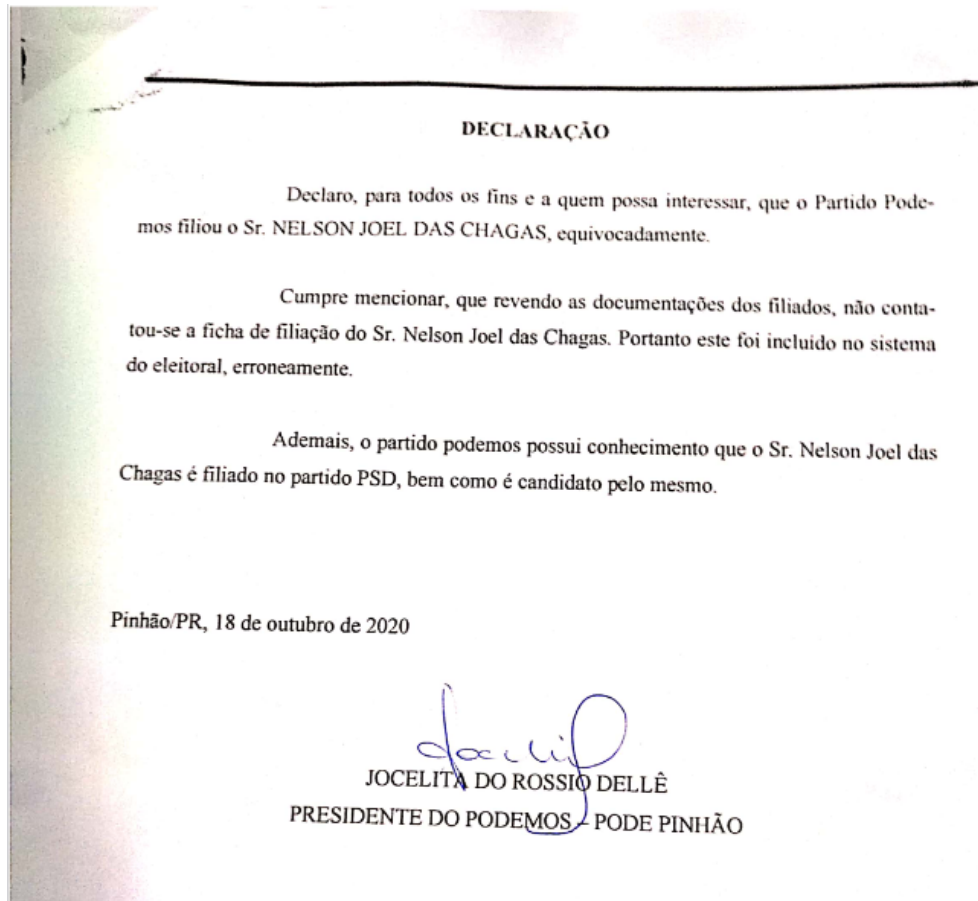 DECLARAÇÃO
Declaro, para todos os fins e a quem possa interessar, que o Partido Pode-
mos filiou o Sr. NELSON JOEL DAS CHAGAS, equivocadamente.
Cumpre mencionar, que revendo as documentações dos filiados, não conta-
tou-se a ficha de filiação do Sr. Nelson Joel das Chagas. Portanto este foi incluido no sistema
do eleitoral, erroneamente.
Ademais, o partido podemos possui conhecimento que o Sr. Nelson Joel das
Chagas é filiado no partido PSD, bem como é candidato pelo mesmo.
Pinhão/PR, 18 de outubro de 2020
JOCELITA DO ROSSIO DELLÊ
PRESIDENTE DO PODEMOS – PODE PINHÃO